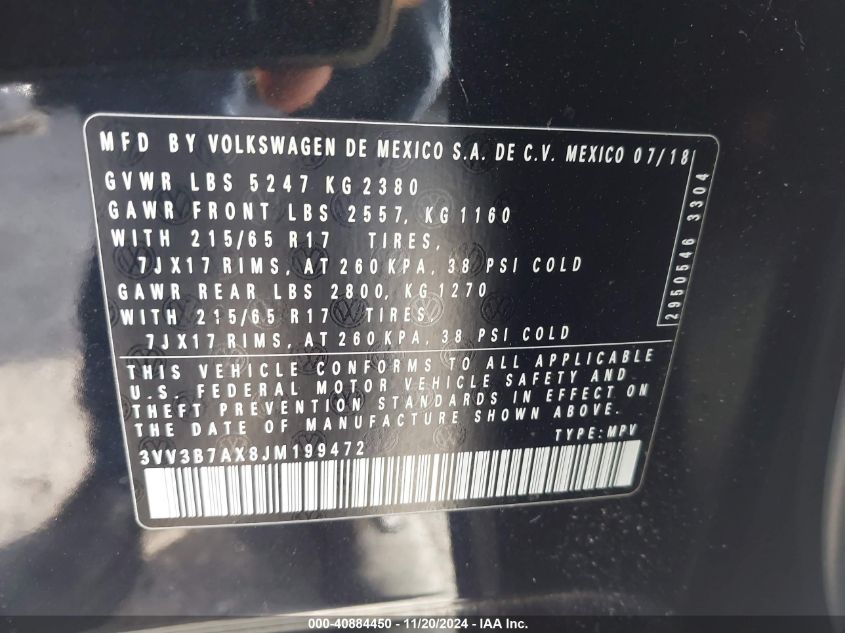 MFD BY VOLKSWAGEN DE MEXICO S.A. DE C.V. MEXICO 07/18
GVWR LBS 5247 KG 2380
GAWR FRONT LBS 2557, KG 1160
WITH 215/65 R17 TIRES,
7JX17 RIMS, AT 260 KPA, 38 PSI COLD
GAWR REAR LBS 2800, KG 1270
WITH 215/65 R17 TIRES,
7JX17 RIMS, AT 260 KPA, 38 PSI COLD
2950546 3304
THIS VEHICLE CONFORMS TO ALL APPLICABLE
U.S. FEDERAL MOTOR VEHICLE SAFETY AND
THEFT PREVENTION STANDARDS IN EFFECT ON
THE DATE OF MANUFACTURE SHOWN ABOVE.
TYPE: MPV
3VV3B7AX8JM199472
000-40884450 - 11/20/2024 - IAA Inc.